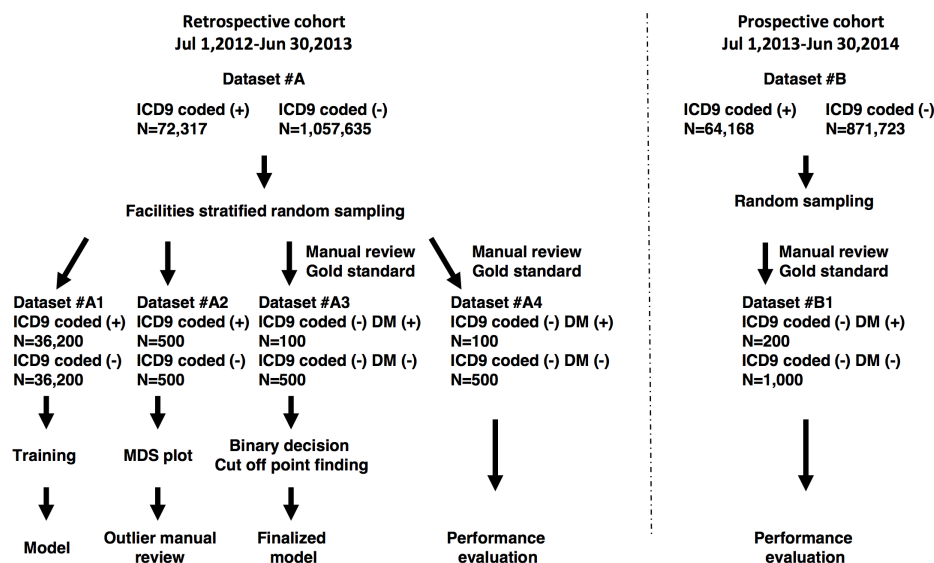 Retrospective cohort
Jul 1,2012-Jun 30,2013
Dataset #A
ICD9 coded (+)
N=72,317
ICD9 coded (-)
N=1,057,635
Facilities stratified random sampling
Dataset #A1
ICD9 coded (+)
N=36,200
ICD9 coded (-)
N=36,200
Training
Model
Dataset #A2
ICD9 coded (+)
N=500
ICD9 coded (-)
N=500
MDS plot
Outlier manual
review
Manual review
Gold standard
Dataset #A3
ICD9 coded (-) DM (+)
N=100
ICD9 coded (-) DM (-)
N=500
Binary decision
Cut off point finding
Finalized
model
Manual review
Gold standard
Dataset #A4
ICD9 coded (-) DM (+)
N=100
ICD9 coded (-) DM (-)
N=500
Performance
evaluation
Prospective cohort
Jul 1,2013-Jun 30,2014
Dataset #B
ICD9 coded (+)
N=64,168
ICD9 coded (-)
N=871,723
Random sampling
Manual review
Gold standard
Dataset #B1
ICD9 coded (-) DM (+)
N=200
ICD9 coded (-) DM (-)
N=1,000
Performance
evaluation